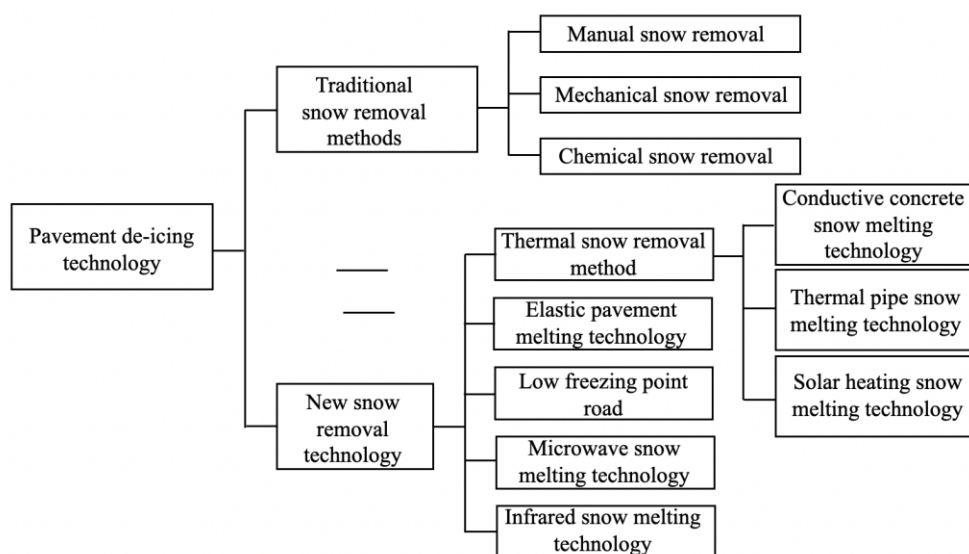 Pavement de-icing
technology
Traditional
snow removal
methods
Manual snow removal
Mechanical snow removal
Chemical snow removal
New snow
removal
technology
Thermal snow removal
method
Elastic pavement
melting technology
Low freezing point
road
Microwave snow
melting technology
Infrared snow melting
technology
Conductive concrete
snow melting
technology
Thermal pipe snow
melting technology
Solar heating snow
melting technology